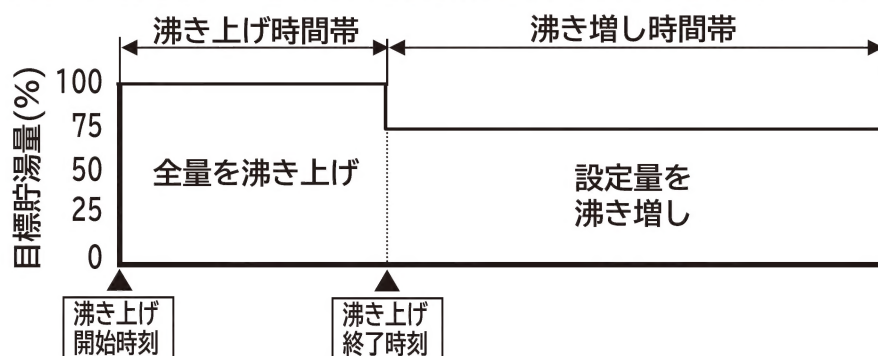 沸き上げ時間帯
沸き増し時間帯
目標貯湯量(%)
100
75
50
25
0
全量を沸き上げ
設定量を
沸き増し
沸き上げ
開始時刻
沸き上げ
終了時刻